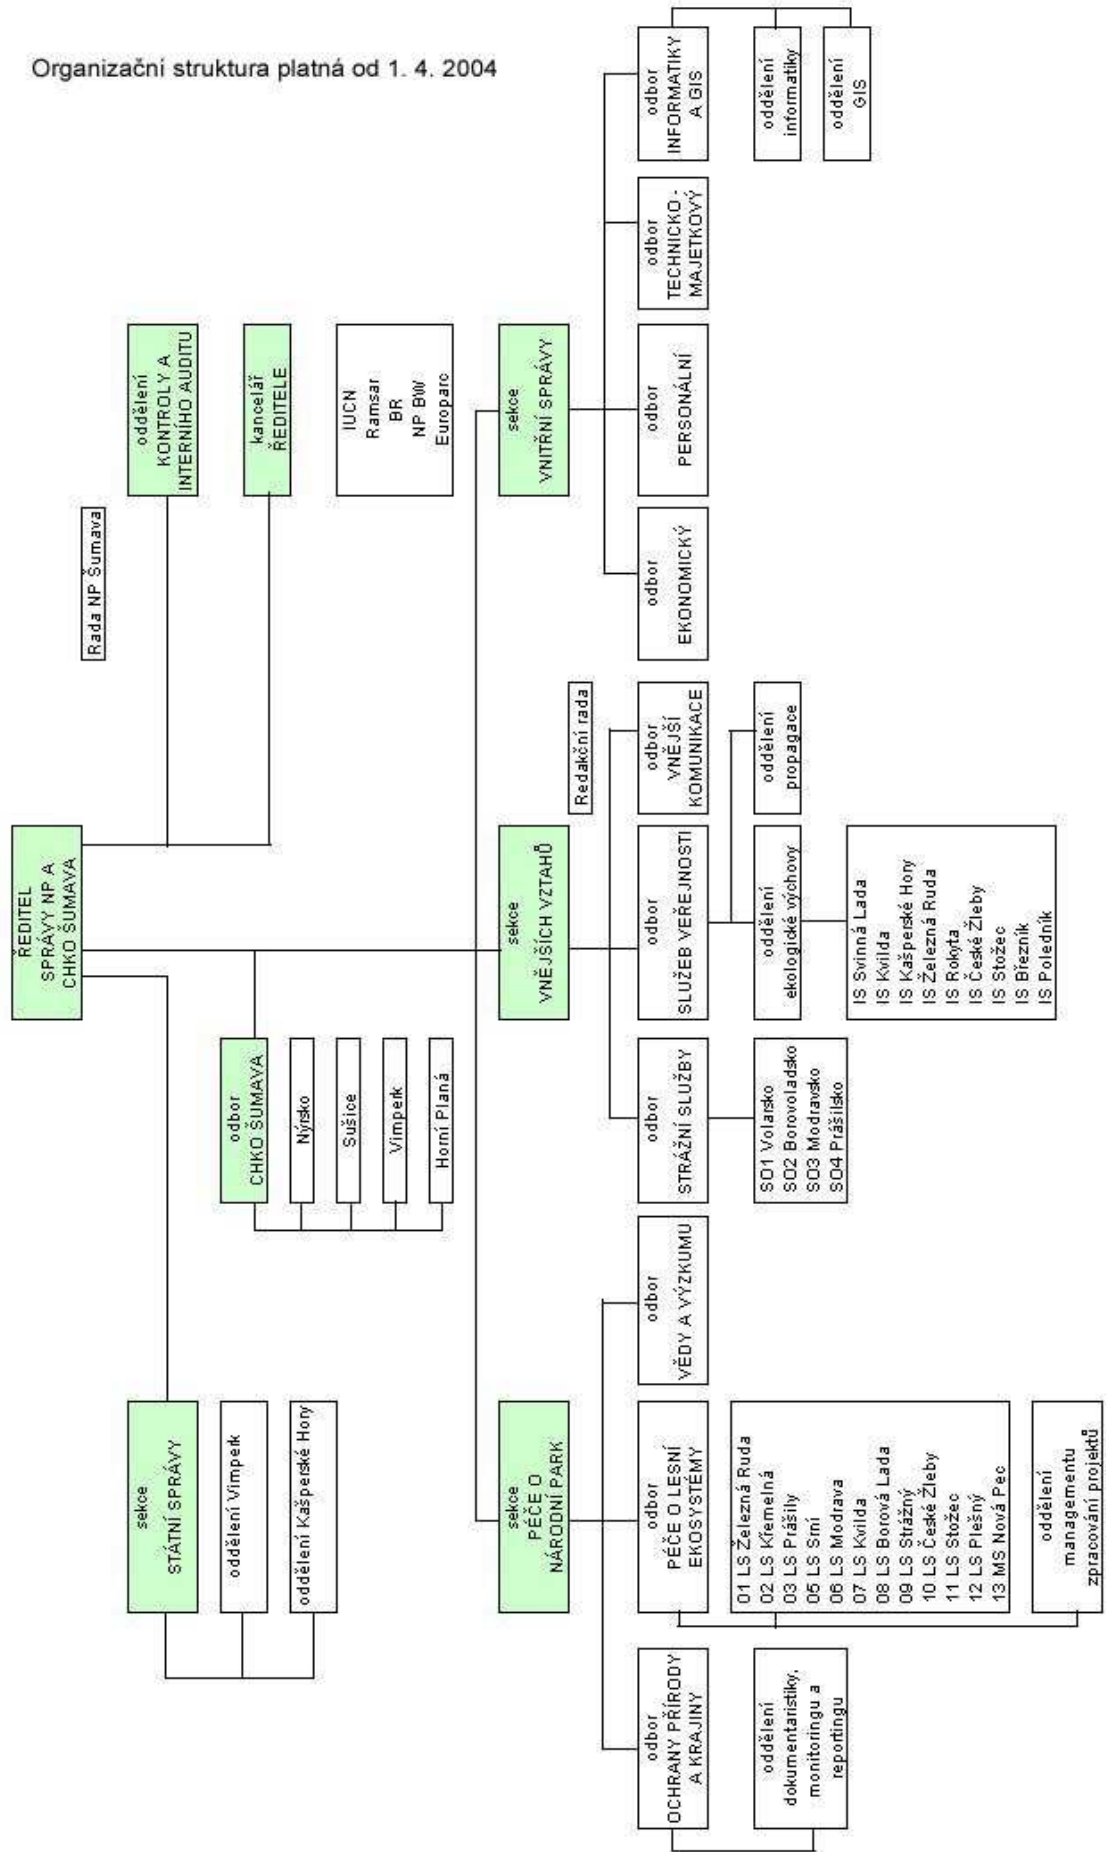 Organizační struktura platná od 1. 4. 2004
ŘEDITEL
SPRÁVY NP A
CHKO ŠUMAVA
Rada NP Šumava
sekce
STÁTNÍ SPRÁVY
oddělení Vimperk
oddělení Kašperské Hory
odbor
CHKO ŠUMAVA
Nýrsko
Sušice
Vimperk
Horní Planá
oddělení
KONTROLY A
INTERNÍHO AUDITU
kancelář
ŘEDITELE
IUCN
Ramsar
BR
NP BW
Europarc
sekce
PÉČE O
NÁRODNÍ PARK
sekce
VNĚJŠÍCH VZTAHŮ
sekce
VNITŘNÍ SPRÁVY
Redakční rada
odbor
OCHRANY PŘÍRODY
A KRAJINY
oddělení
dokumentaristiky,
monitoringu a
reportingu
odbor
PÉČE O LESNÍ
EKOSYSTÉMY
01 LS Železná Ruda
02 LS Křemelná
03 LS Prášily
05 LS Srní
06 LS Modrava
07 LS Kvilda
08 LS Borová Lada
09 LS Strážný
10 LS České Žleby
11 LS Stožec
12 LS Plešný
13 MS Nová Pec
oddělení
managementu
zpracování projektů
odbor
VĚDY A VÝZKUMU
odbor
STRÁŽNÍ SLUŽBY
SO1 Volarsko
SO2 Borovoladsko
SO3 Modravsko
SO4 Prášilsko
odbor
SLUŽEB VEŘEJNOSTI
oddělení
ekologické výchovy
IS Svinná Lada
IS Kvilda
IS Kašperské Hory
IS Železná Ruda
IS Rokyta
IS České Žleby
IS Stožec
IS Březník
IS Poledník
oddělení
propagace
odbor
VNĚJŠÍ
KOMUNIKACE
odbor
EKONOMICKÝ
odbor
PERSONÁLNÍ
odbor
TECHNICKO -
MAJETKOVÝ
odbor
INFORMATIKY
A GIS
oddělení
informatiky
oddělení
GIS